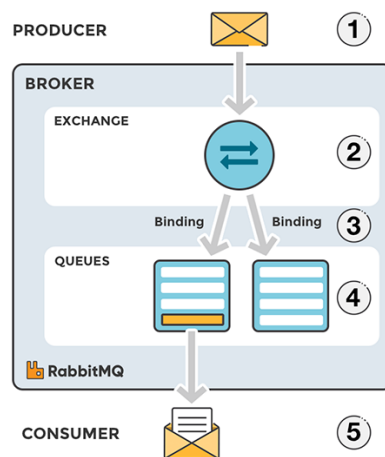 PRODUCER 1
BROKER
EXCHANGE
2
Binding Binding 3
QUEUES
4
RabbitMQ
CONSUMER 5